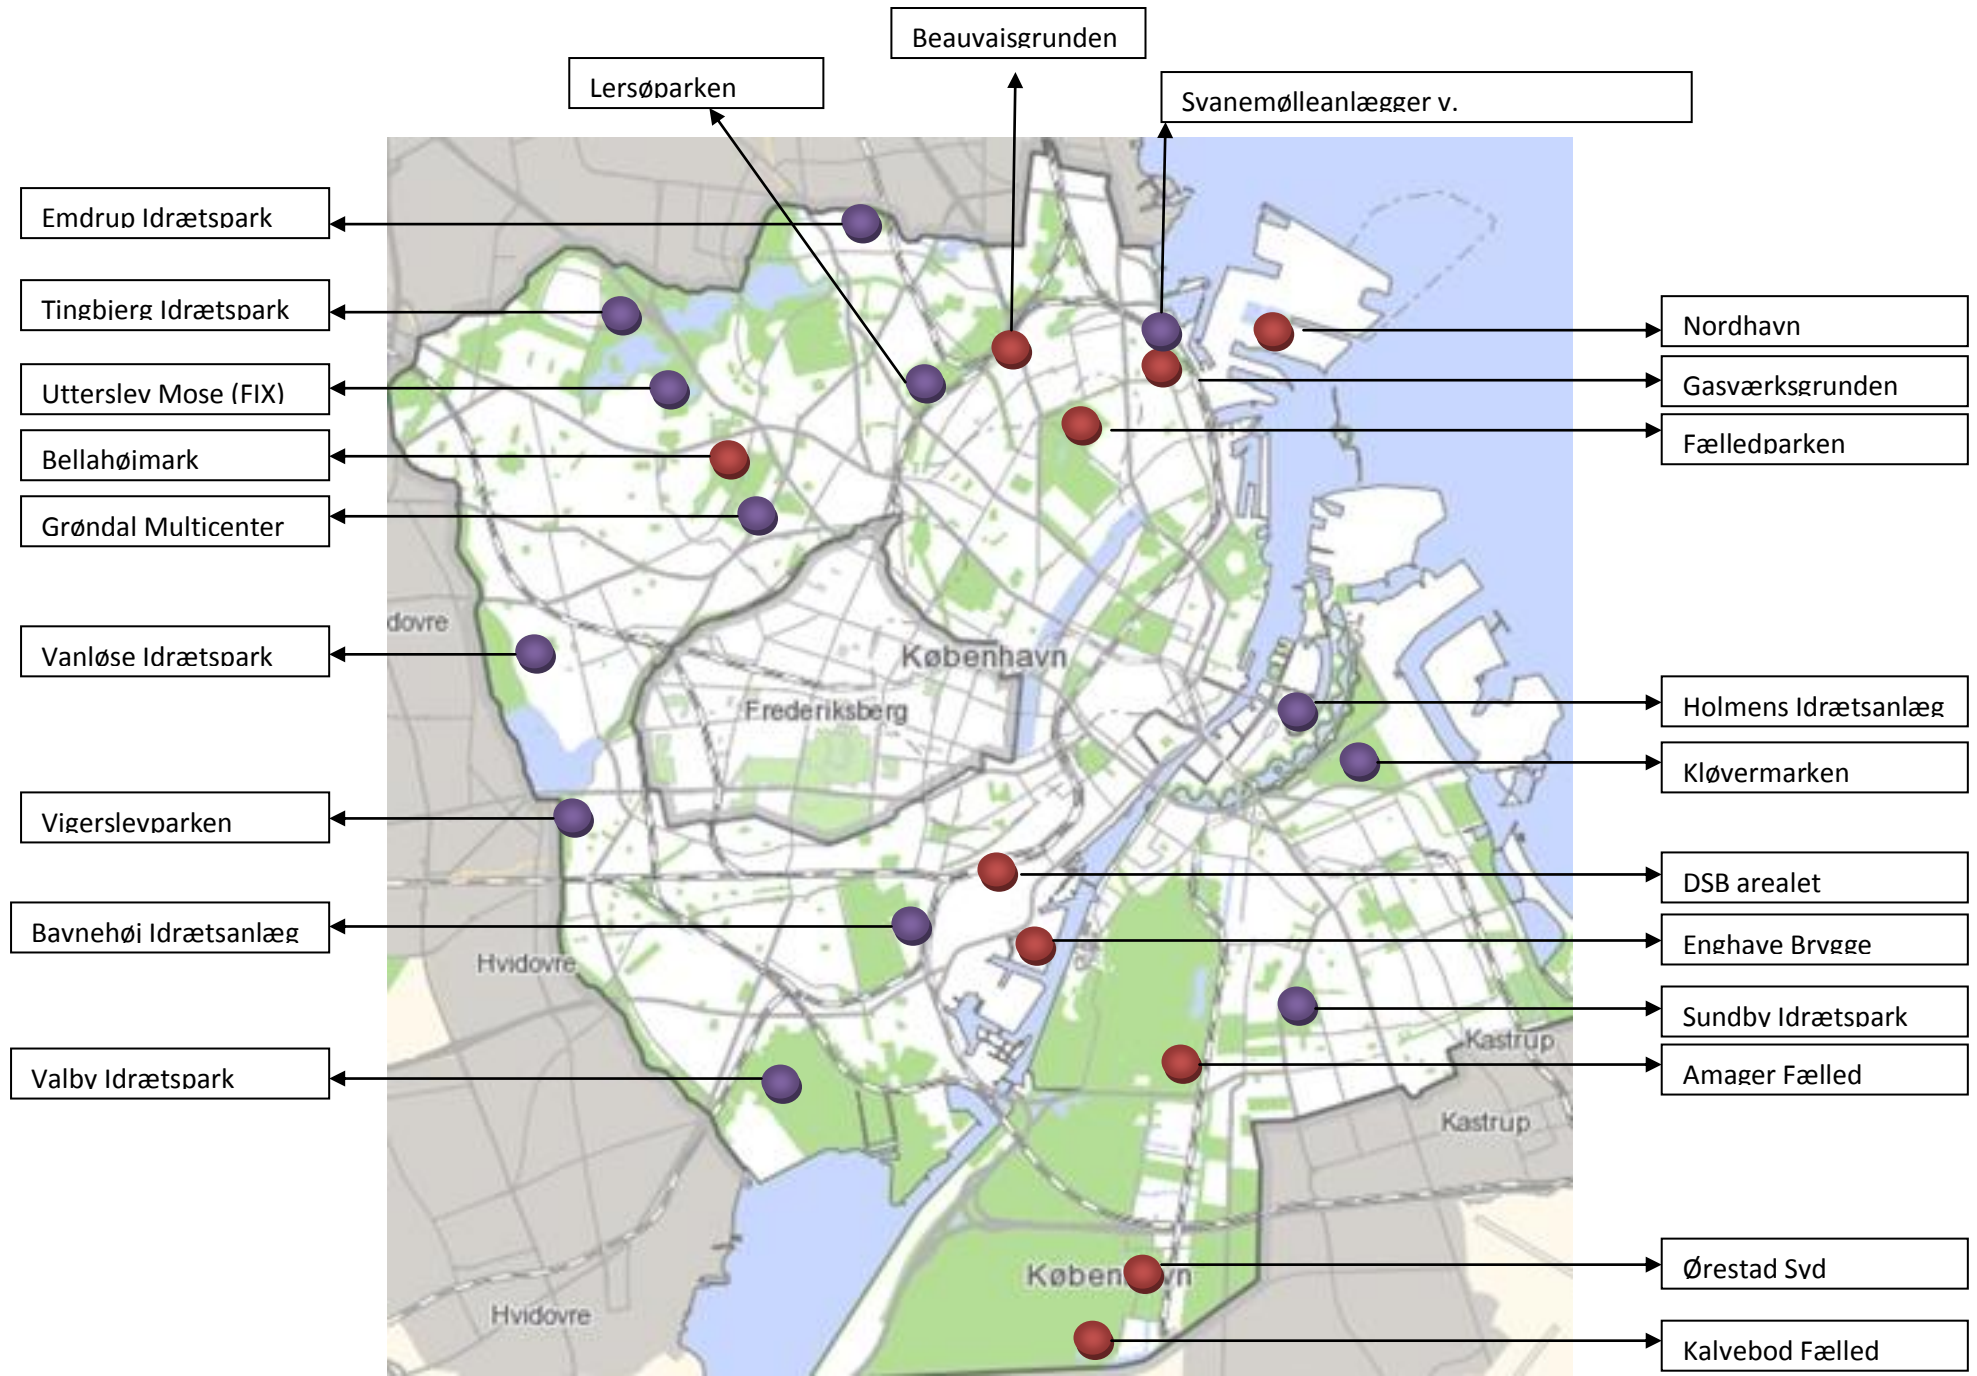 Beauvaisgrunden
Lersøparken
Svanemølleanlægger v.
Emdrup Idrætspark
Tingbjerg Idrætspark
Utterslev Mose (FIX)
Bellahøjmark
Grøndal Multicenter
Vanløse Idrætspark
Vigerslevparken
Bavnehøj Idrætsanlæg
Valby Idrætspark
Nordhavn
Gasværksgrunden
Fælledparken
Holmens Idrætsanlæg
Kløvermarken
DSB arealet
Enghave Brygge
Sundby Idrætspark
Amager Fælled
Ørestad Syd
Kalvebod Fælled
dovre
København
Frederiksberg
Hvidovre
Kastrup
Kastrup
Køben vn
Hvidovre